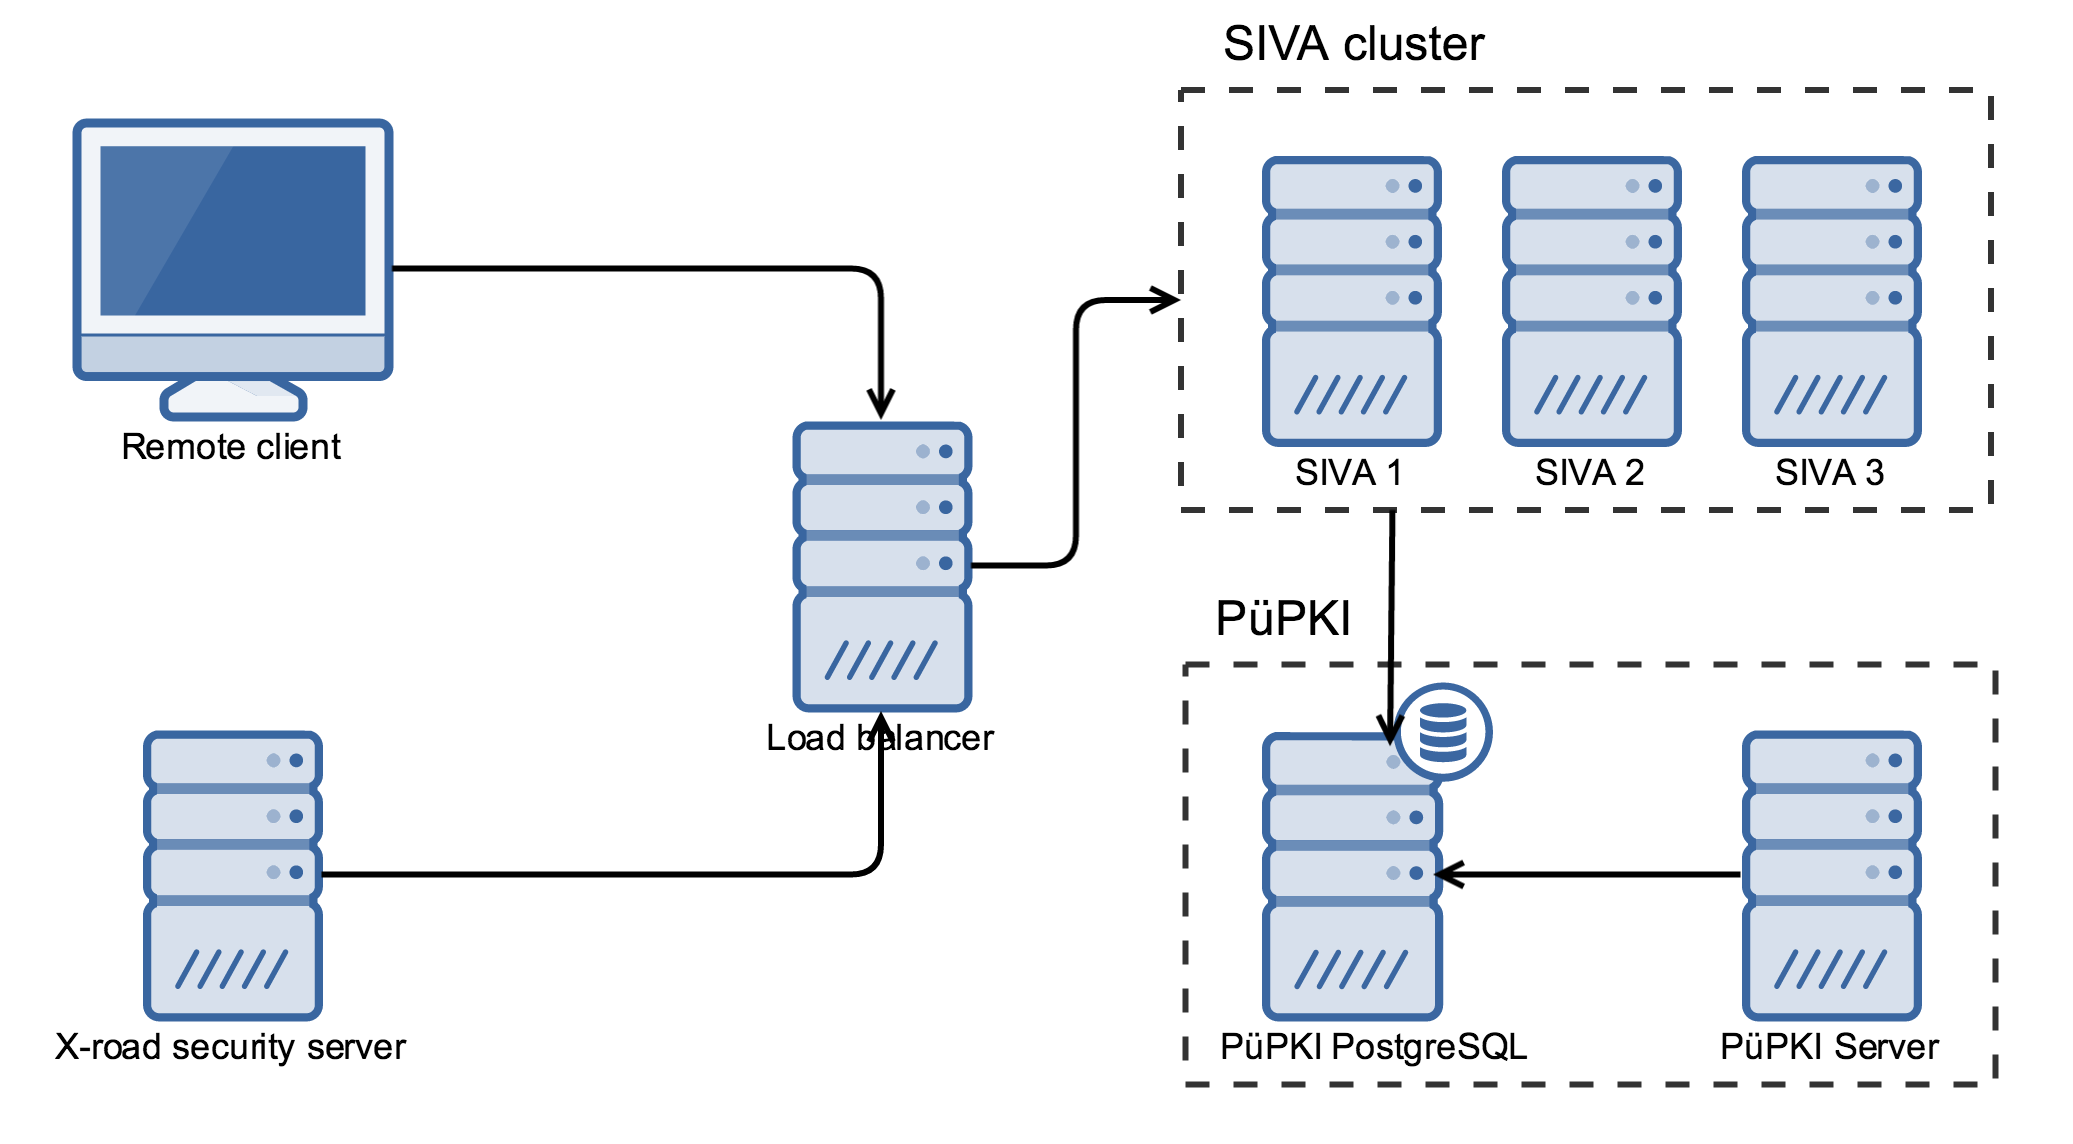 SIVA cluster
Remote client
SIVA 1
SIVA 2
SIVA 3
PüPKI
Load balancer
X-road security server
PüPKI PostgreSQL
PüPKI Server